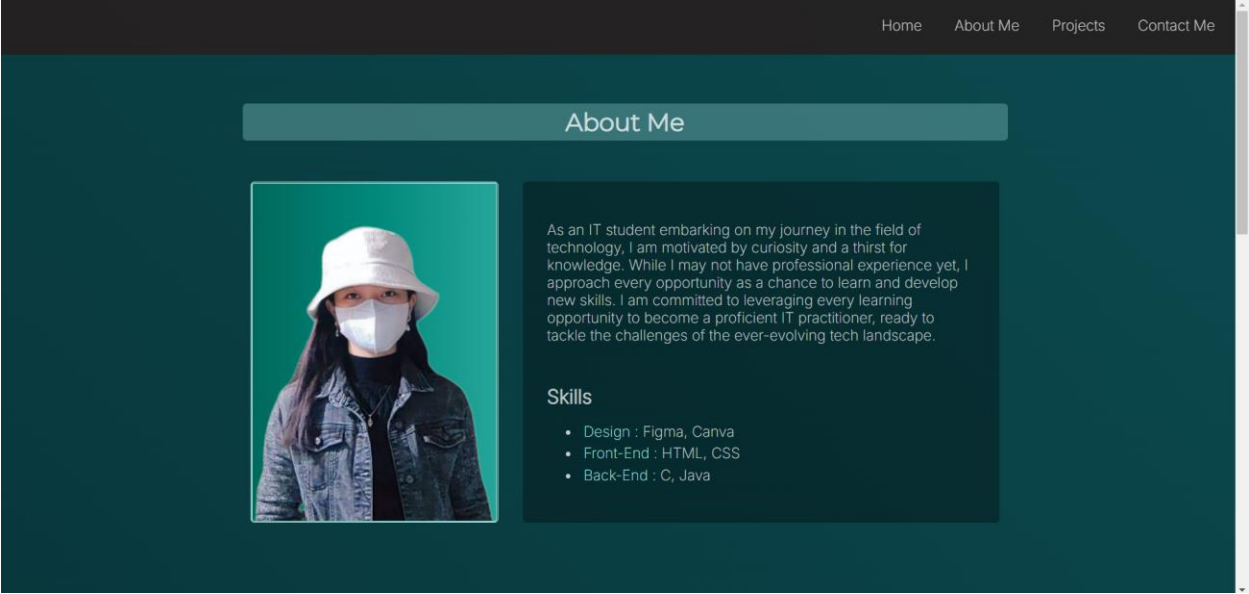 Home About Me Projects Contact Me
About Me
As an IT student embarking on my journey in the field of
technology, I am motivated by curiosity and a thirst for
knowledge. While I may not have professional experience yet, I
approach every opportunity as a chance to learn and develop
new skills. I am committed to leveraging every learning
opportunity to become a proficient IT practitioner, ready to
tackle the challenges of the ever-evolving tech landscape.
Skills
• Design : Figma, Canva
• Front-End : HTML, CSS
• Back-End : C, Java